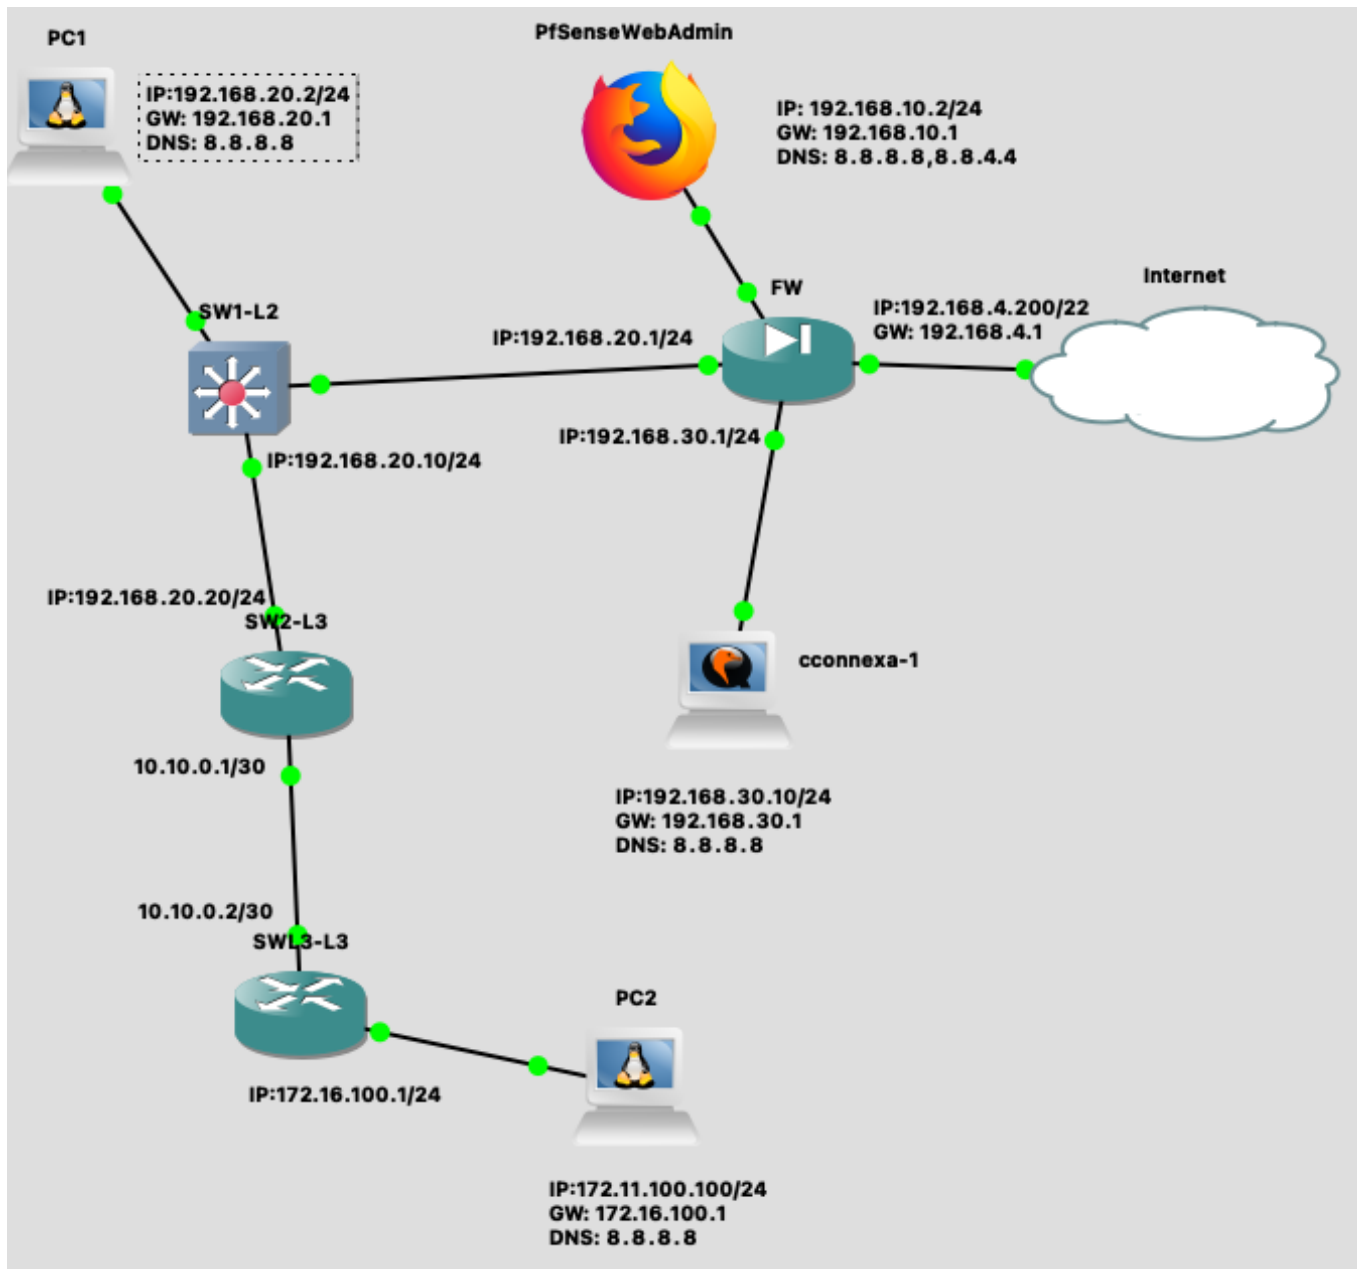 PC1
IP:192.168.20.2/24
GW: 192.168.20.1
DNS: 8.8.8.8
PfSenseWebAdmin
IP: 192.168.10.2/24
GW: 192.168.10.1
DNS: 8.8.8.8,8.8.4.4
SW1-L2
FW
Internet
IP:192.168.4.200/22
GW: 192.168.4.1
IP:192.168.20.1/24
IP:192.168.30.1/24
IP:192.168.20.10/24
IP:192.168.20.20/24
SW2-L3
cconnexa-1
10.10.0.1/30
IP:192.168.30.10/24
GW: 192.168.30.1
DNS: 8.8.8.8
10.10.0.2/30
SWL3-L3
PC2
IP:172.16.100.1/24
IP:172.11.100.100/24
GW: 172.16.100.1
DNS: 8.8.8.8